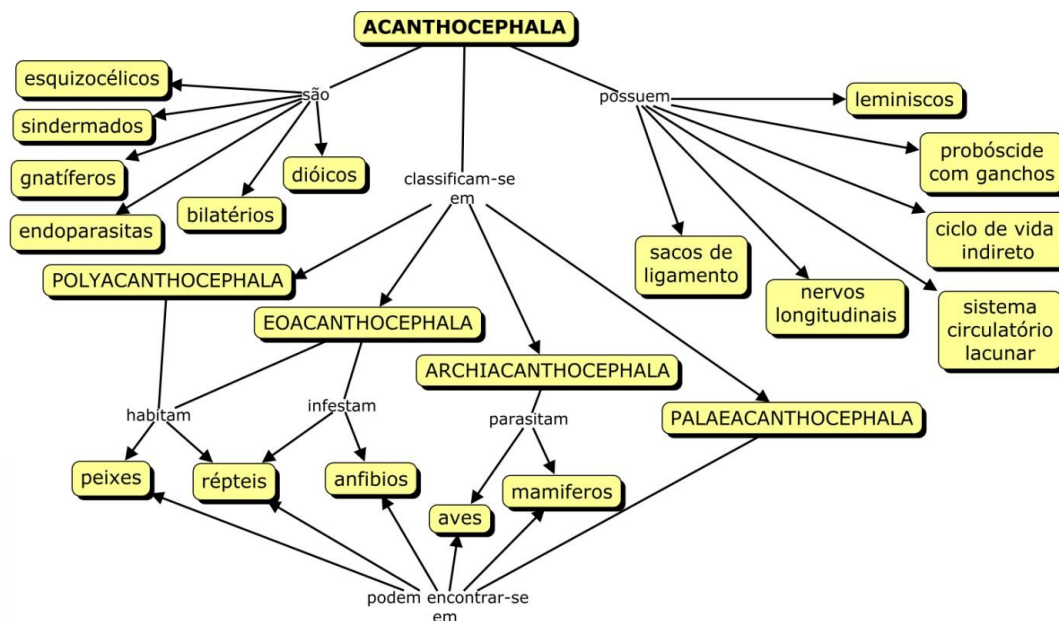 ACANTHOCEPHALA
esquizocélicos
sindermados
gnatíferos
endoparasitas
são
bilatérios
dióicos
classificam-se
em
possuem
leminiscos
probóscide
com ganchos
ciclo de vida
indireto
sistema
circulatório
lacunar
nervos
longitudinais
sacos de
ligamento
POLYACANTHOCEPHALA
EOACANTHOCEPHALA
ARCHIACANTHOCEPHALA
PALAEACANTHOCEPHALA
habitam
infestam
parasitam
peixes
répteis
anfibios
aves
mamiferos
podem encontrar-se
em